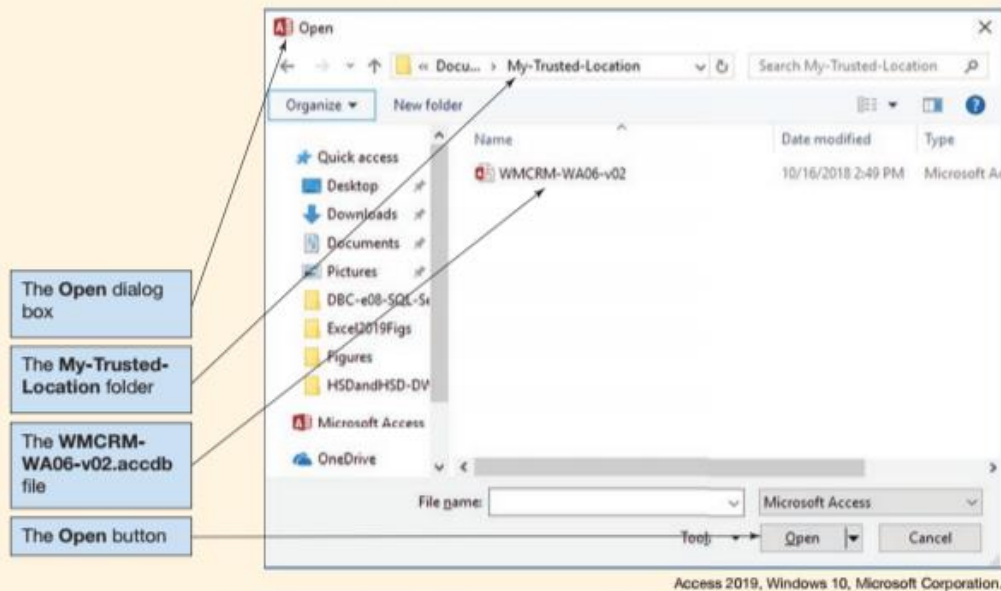 Open
« Docu... › My-Trusted-Location
Search My-Trusted-Location
Organize
New folder
Name
Date modified
Type
Quick access
Desktop
Downloads
Documents
Pictures
DBC-e08-SQL-Se
Excel2019Figs
Figures
HSDandHSD-DW
Microsoft Access
OneDrive
WMCRM-WA06-v02
10/16/2018 2:49 PM
Microsoft Ac
File name:
Microsoft Access
Tools
Open
Cancel
The Open dialog
box
The My-Trusted-
Location folder
The WMCRM-
WA06-v02.accdb
file
The Open button
Access 2019, Windows 10, Microsoft Corporation.